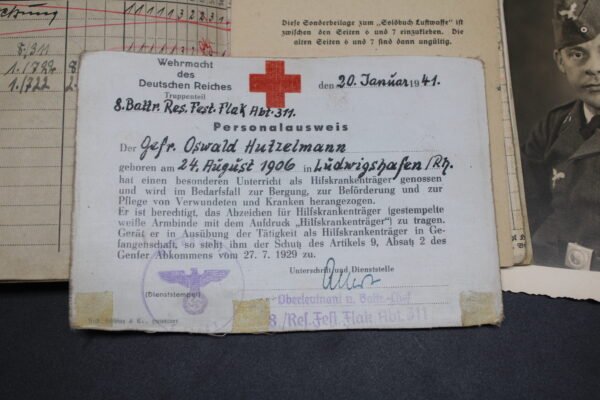 Diese Sonderbeilage zum „Soldbuch Luftwaffe“ ist
zwischen den Seiten 6 und 7 einzukleben. Die
alten Seiten 6 und 7 sind dann ungültig.
Wehrmacht
des
Deutschen Reiches
Truppenteil
8. Battr. Res. Fest. Flak Abt. 311.
den 20. Januar 1941.
Personalausweis
Der Gefr. Oswald Hutzelmann
geboren am 24. August 1906 in Ludwigshafen/Rh.
hat einen besonderen Unterricht als Hilfskrankenträger genossen
und wird im Bedarfsfall zur Bergung, zur Beförderung und zur
Pflege von Verwundeten und Kranken herangezogen.
Er ist berechtigt, das Abzeichen für Hilfskrankenträger (gestempelte
weiße Armbinde mit dem Aufdruck „Hilfskrankenträger“) zu tragen.
Gerät er in Ausübung der Tätigkeit als Hilfskrankenträger in Ge-
fangenschaft, so steht ihm der Schutz des Artikels 9, Absatz 2 des
Genfer Abkommens vom 27. 7. 1929 zu.
Unterschrift und Dienststelle
(Dienststempel)
Oberleutnant u. Battr.-Chef
8./Res. Fest. Flak Abt. 311